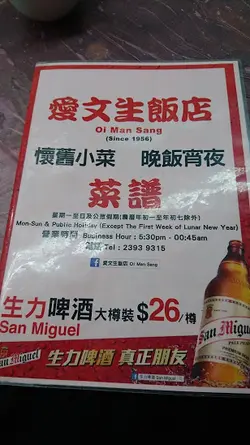 愛文生飯店
Oi Man Sang
(Since 1956)
懷舊小菜 晚飯宵夜
菜譜
星期一至日及公眾假期(農曆年初一至年初七除外)
Mon-Sun & Public Holiday (Except The First Week of Lunar New Year)
營業時間 Business Hour : 5:30pm - 00:45am
電話 Tel : 2393 9315
愛文生飯店 Oi Man Sang
生力啤酒大樽裝 $26/樽
San Miguel
San Miguel
San Miguel 生力啤酒 真正朋友